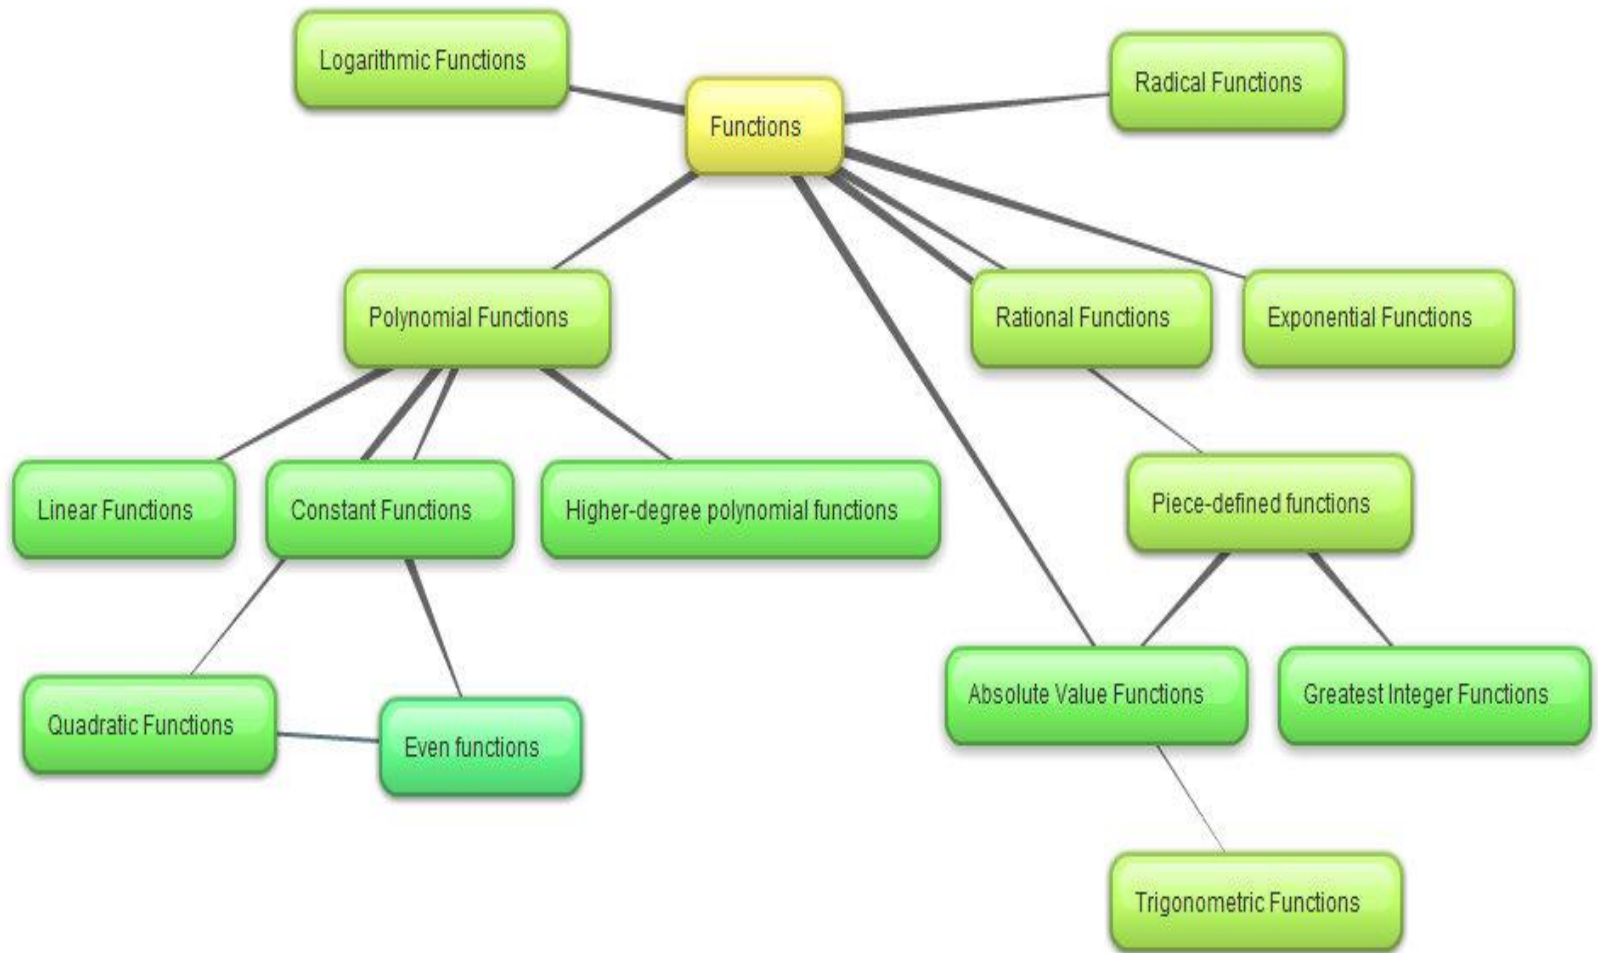 Logarithmic Functions
Radical Functions
Functions
Polynomial Functions
Rational Functions
Exponential Functions
Linear Functions
Constant Functions
Higher-degree polynomial functions
Piece-defined functions
Quadratic Functions
Even functions
Absolute Value Functions
Greatest Integer Functions
Trigonometric Functions